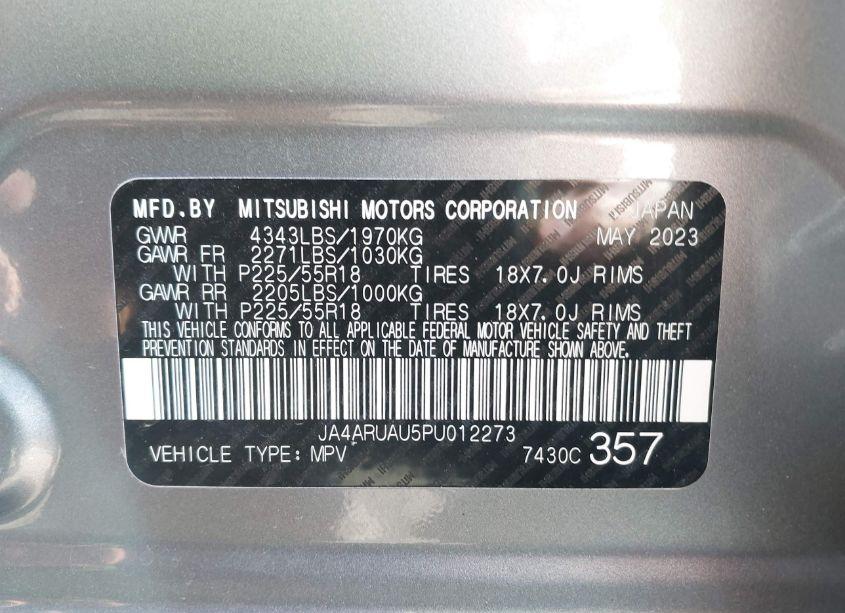 MFD.BY MITSUBISHI MOTORS CORPORATION JAPAN
GVWR 4343LBS/1970KG MAY 2023
GAWR FR 2271LBS/1030KG
WITH P225/55R18 TIRES 18X7.0J RIMS
GAWR RR 2205LBS/1000KG
WITH P225/55R18 TIRES 18X7.0J RIMS
THIS VEHICLE CONFORMS TO ALL APPLICABLE FEDERAL MOTOR VEHICLE SAFETY AND THEFT
PREVENTION STANDARDS IN EFFECT ON THE DATE OF MANUFACTURE SHOWN ABOVE.
JA4ARUAU5PU012273
VEHICLE TYPE: MPV 7430C 357